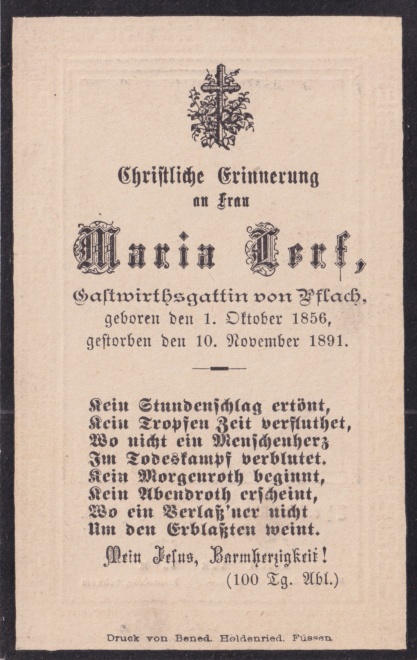 Christliche Erinnerung
an Frau
Maria Lerf,
Gastwirthsgattin von Pflach,
geboren den 1. Oktober 1856,
gestorben den 10. November 1891.
Kein Stundenschlag ertönt,
Kein Tropfen Zeit verfluthet,
Wo nicht ein Menschenherz
Im Todeskampf verblutet.
Kein Morgenroth beginnt,
Kein Abendroth erscheint,
Wo ein Verlaß'ner nicht
Um den Erblaßten weint.
Mein Jesus, Barmherzigkeit!
(100 Tg. Abl.)
Druck von Bened. Holdenried. Füssen